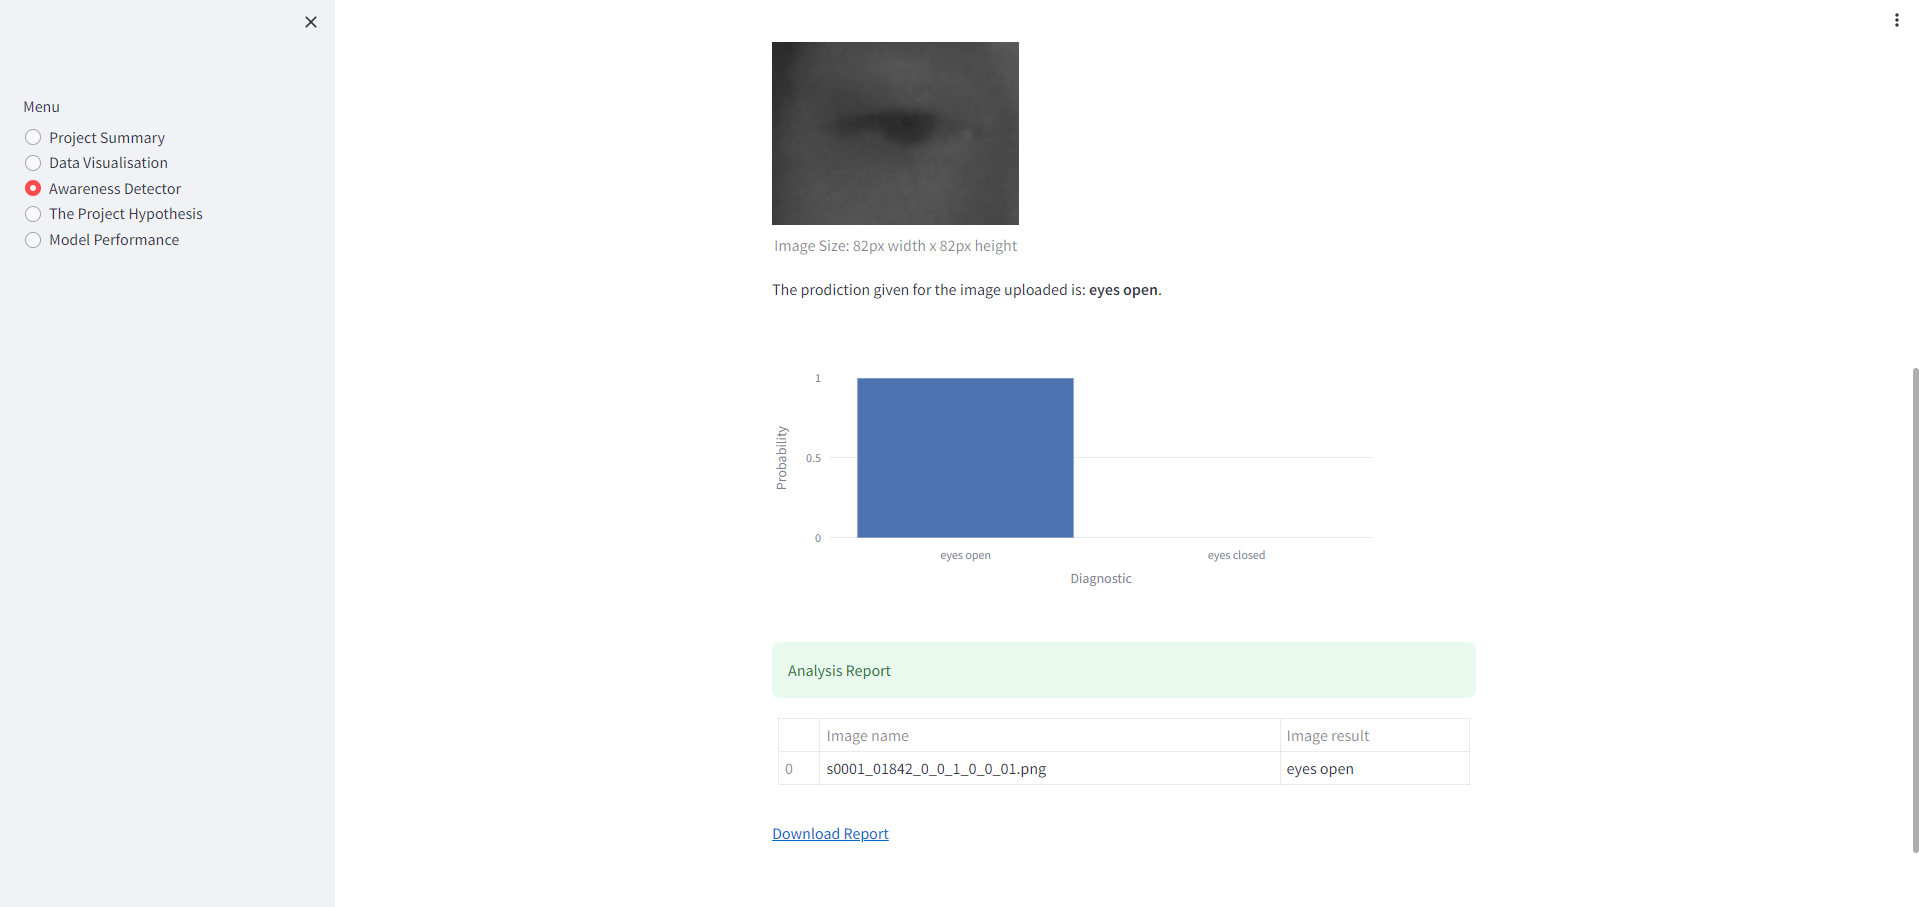 Menu
Project Summary
Data Visualisation
Awareness Detector
The Project Hypothesis
Model Performance
Image Size: 82px width x 82px height
The prodiction given for the image uploaded is: eyes open.
1
0.5
0
Probability
eyes open eyes closed
Diagnostic
Analysis Report
Image name Image result
0 s0001_01842_0_0_1_0_0_01.png eyes open
Download Report